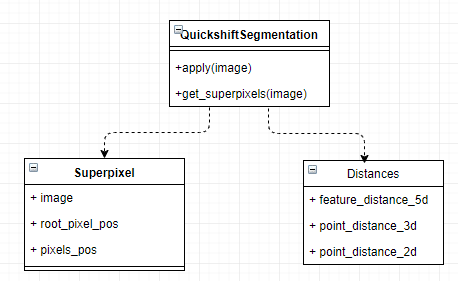 QuickshiftSegmentation
+apply(image)
+get_superpixels(image)
Superpixel
+ image
+ root_pixel_pos
+ pixels_pos
Distances
+ feature_distance_5d
+ point_distance_3d
+ point_distance_2d